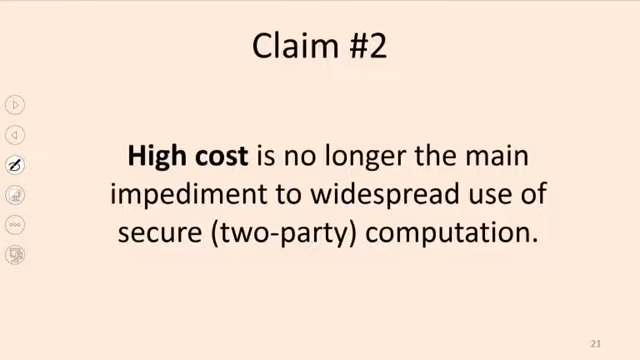 Claim #2
High cost is no longer the main
impediment to widespread use of
secure (two-party) computation.
21